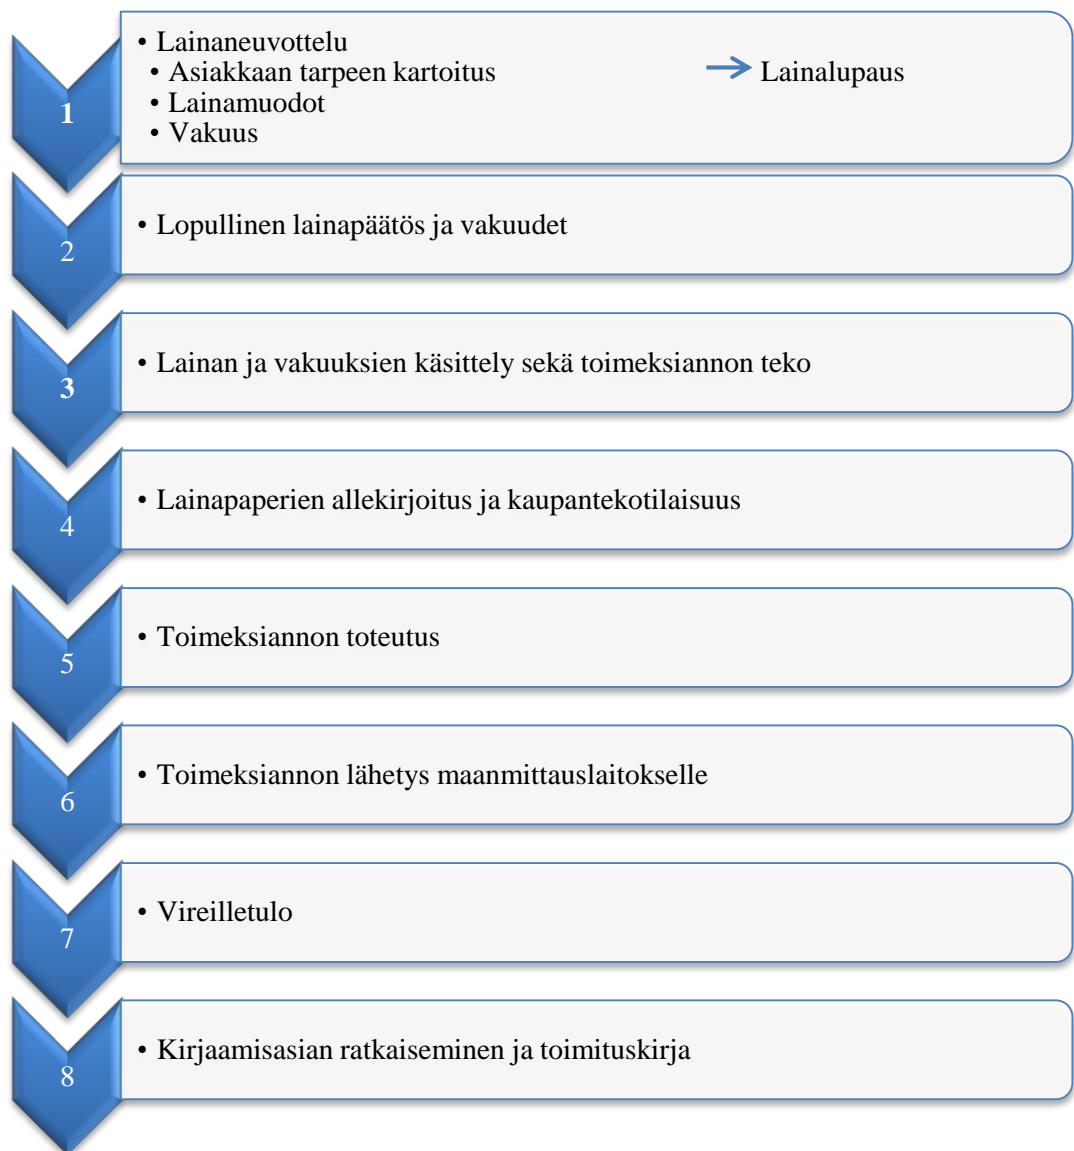 1
• Lainaneuvottelu
• Asiakkaan tarpeen kartoitus → Lainalupaus
• Lainamuodot
• Vakuus
2
• Lopullinen lainapäätös ja vakuudet
3
• Lainan ja vakuuksien käsittely sekä toimeksiannon teko
4
• Lainapaperien allekirjoitus ja kaupantekotilaisuus
5
• Toimeksiannon toteutus
6
• Toimeksiannon lähetys maanmittauslaitokselle
7
• Vireilletulo
8
• Kirjaamisasian ratkaiseminen ja toimituskirja